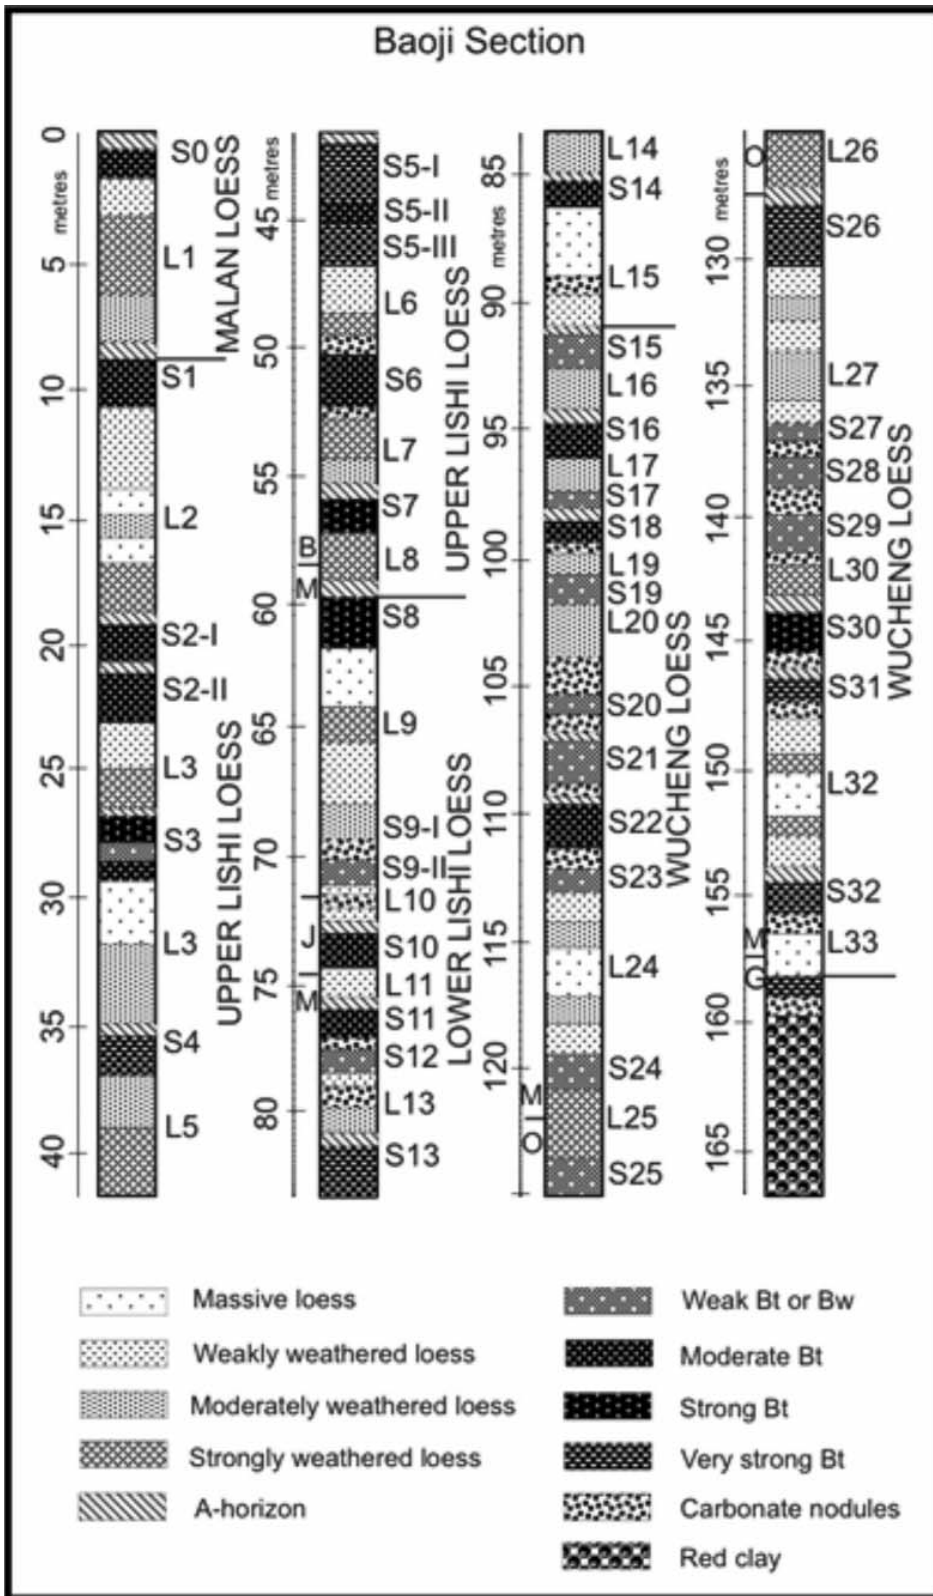 Baoji Section
0
metres
5
10
15
20
25
30
35
40
S0
L1
S1
L2
S2-I
S2-II
L3
S3
L3
S4
L5
MALAN LOESS
UPPER LISHI LOESS
metres
45
50
55
60
65
70
75
80
B
M
J
M
S5-I
S5-II
S5-III
L6
S6
L7
S7
L8
S8
L9
S9-I
S9-II
L10
S10
L11
S11
S12
L13
S13
UPPER LISHI LOESS
LOWER LISHI LOESS
85
metres
90
95
100
105
110
115
120
M
O
L14
S14
L15
S15
L16
S16
L17
S17
S18
L19
S19
L20
S20
S21
S22
S23
L24
S24
L25
S25
WUCHENG LOESS
O
metres
130
135
140
145
150
155
160
165
M
G
L26
S26
L27
S27
S28
S29
L30
S30
S31
L32
S32
L33
WUCHENG LOESS
Massive loess
Weakly weathered loess
Moderately weathered loess
Strongly weathered loess
A-horizon
Weak Bt or Bw
Moderate Bt
Strong Bt
Very strong Bt
Carbonate nodules
Red clay